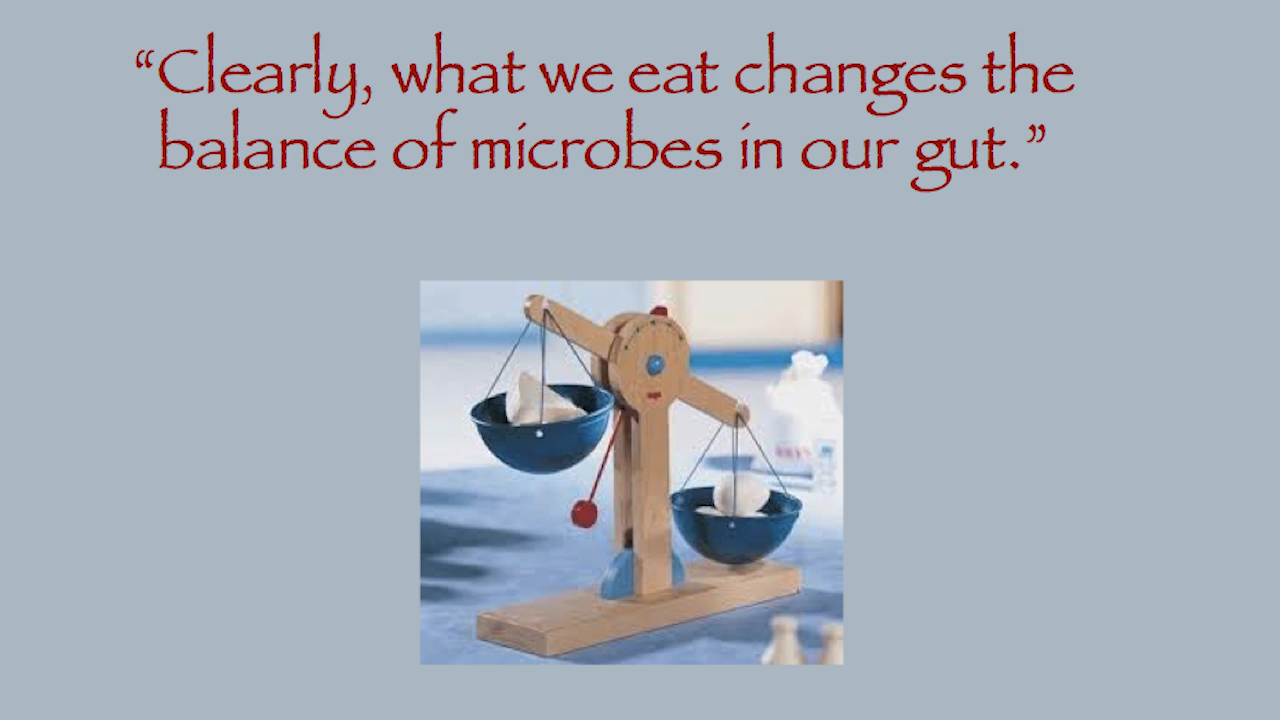 “Clearly, what we eat changes the
balance of microbes in our gut.”